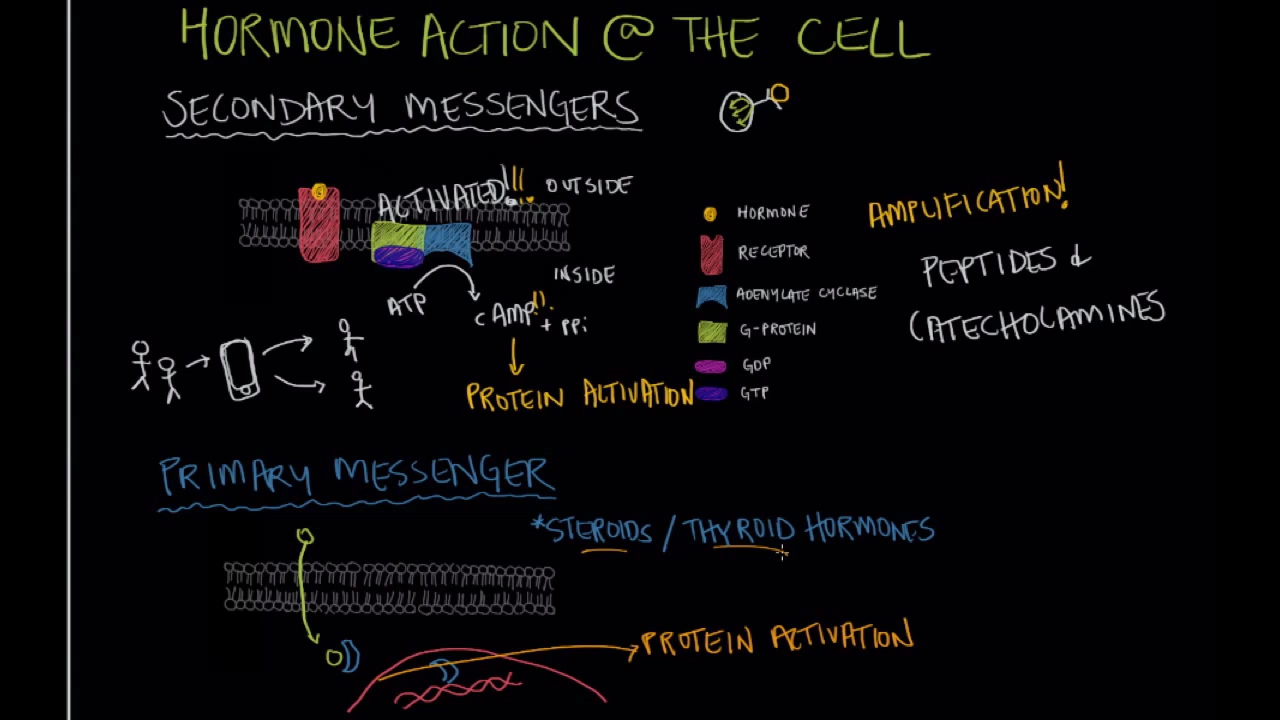 HORMONE ACTION @ THE CELL
SECONDARY MESSENGERS
ACTIVATED!!!
OUTSIDE
INSIDE
ATP
cAMP!! + PPi
PROTEIN ACTIVATION
HORMONE
RECEPTOR
ADENYLATE CYCLASE
G-PROTEIN
GDP
GTP
AMPLIFICATION!
PEPTIDES &
CATECHOLAMINES
PRIMARY MESSENGER
*STEROIDS / THYROID HORMONES
PROTEIN ACTIVATION